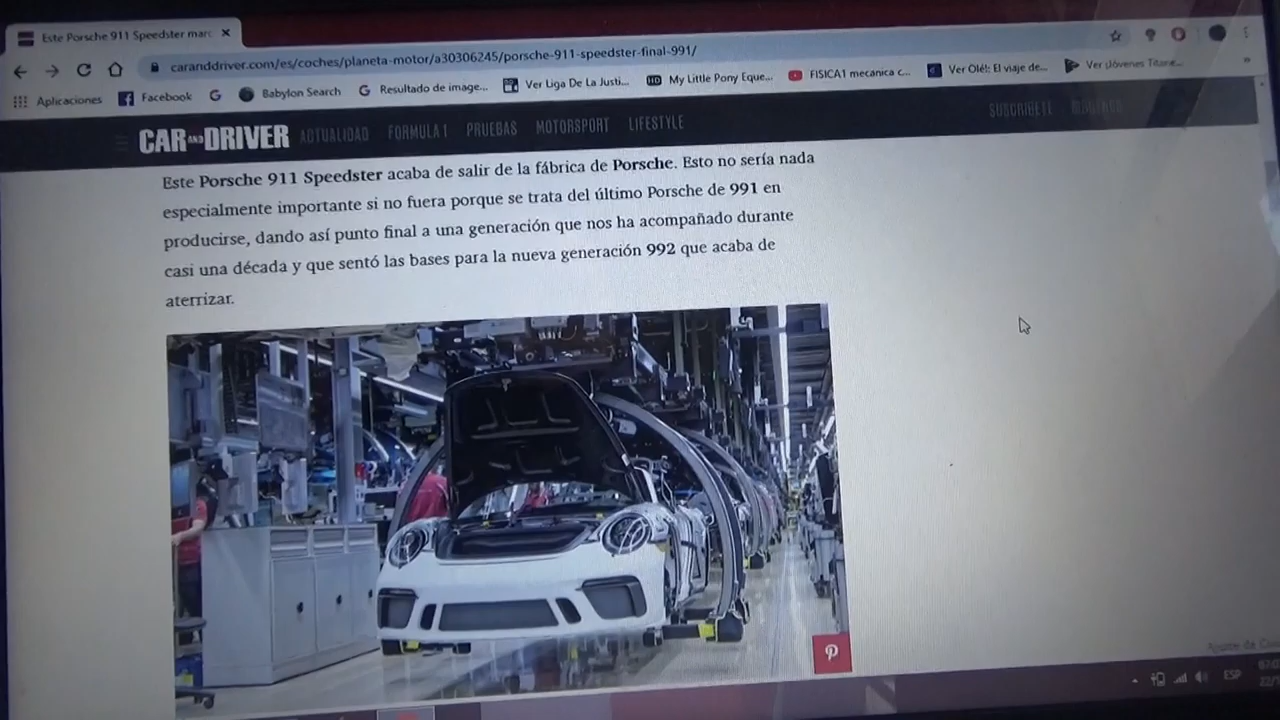 Este Porsche 911 Speedster marc
caranddriver.com/es/coches/planeta-motor/a30306245/porsche-911-speedster-final-991/
Aplicaciones Facebook Babylon Search Resultado de image... Ver Liga De La Justi... My Little Pony Eque... FISICA1 mecanica c... Ver Olé!: El viaje de... Ver ¡Jóvenes Titane...
CAR AND DRIVER ACTUALIDAD FORMULA 1 PRUEBAS MOTORSPORT LIFESTYLE SUSCRÍBETE
Este Porsche 911 Speedster acaba de salir de la fábrica de Porsche. Esto no sería nada
especialmente importante si no fuera porque se trata del último Porsche de 991 en
producirse, dando así punto final a una generación que nos ha acompañado durante
casi una década y que sentó las bases para la nueva generación 992 que acaba de
aterrizar.
ESP